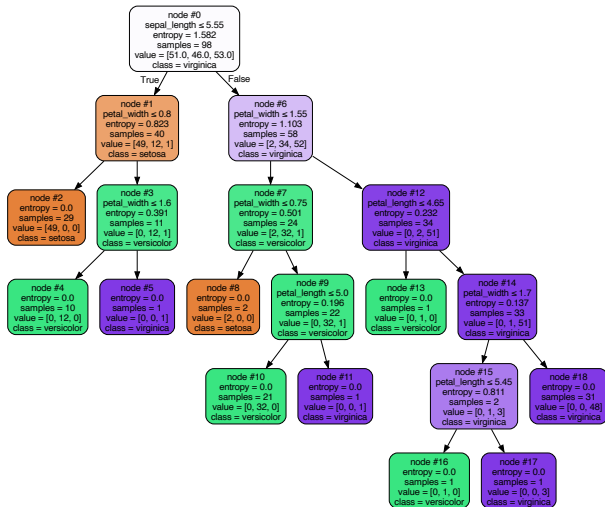 node #0
sepal_length ≤ 5.55
entropy = 1.582
samples = 98
value = [51.0, 46.0, 53.0]
class = virginica
True
False
node #1
petal_width ≤ 0.8
entropy = 0.823
samples = 40
value = [49, 12, 1]
class = setosa
node #6
petal_width ≤ 1.55
entropy = 1.103
samples = 58
value = [2, 34, 52]
class = virginica
node #2
entropy = 0.0
samples = 29
value = [49, 0, 0]
class = setosa
node #3
petal_width ≤ 1.6
entropy = 0.391
samples = 11
value = [0, 12, 1]
class = versicolor
node #7
petal_width ≤ 0.75
entropy = 0.501
samples = 24
value = [2, 32, 1]
class = versicolor
node #12
petal_length ≤ 4.65
entropy = 0.232
samples = 34
value = [0, 2, 51]
class = virginica
node #4
entropy = 0.0
samples = 10
value = [0, 12, 0]
class = versicolor
node #5
entropy = 0.0
samples = 1
value = [0, 0, 1]
class = virginica
node #8
entropy = 0.0
samples = 2
value = [2, 0, 0]
class = setosa
node #9
petal_length ≤ 5.0
entropy = 0.196
samples = 22
value = [0, 32, 1]
class = versicolor
node #13
entropy = 0.0
samples = 1
value = [0, 1, 0]
class = versicolor
node #14
petal_width ≤ 1.7
entropy = 0.137
samples = 33
value = [0, 1, 51]
class = virginica
node #10
entropy = 0.0
samples = 21
value = [0, 32, 0]
class = versicolor
node #11
entropy = 0.0
samples = 1
value = [0, 0, 1]
class = virginica
node #15
petal_length ≤ 5.45
entropy = 0.811
samples = 2
value = [0, 1, 3]
class = virginica
node #18
entropy = 0.0
samples = 31
value = [0, 0, 48]
class = virginica
node #16
entropy = 0.0
samples = 1
value = [0, 1, 0]
class = versicolor
node #17
entropy = 0.0
samples = 1
value = [0, 0, 3]
class = virginica